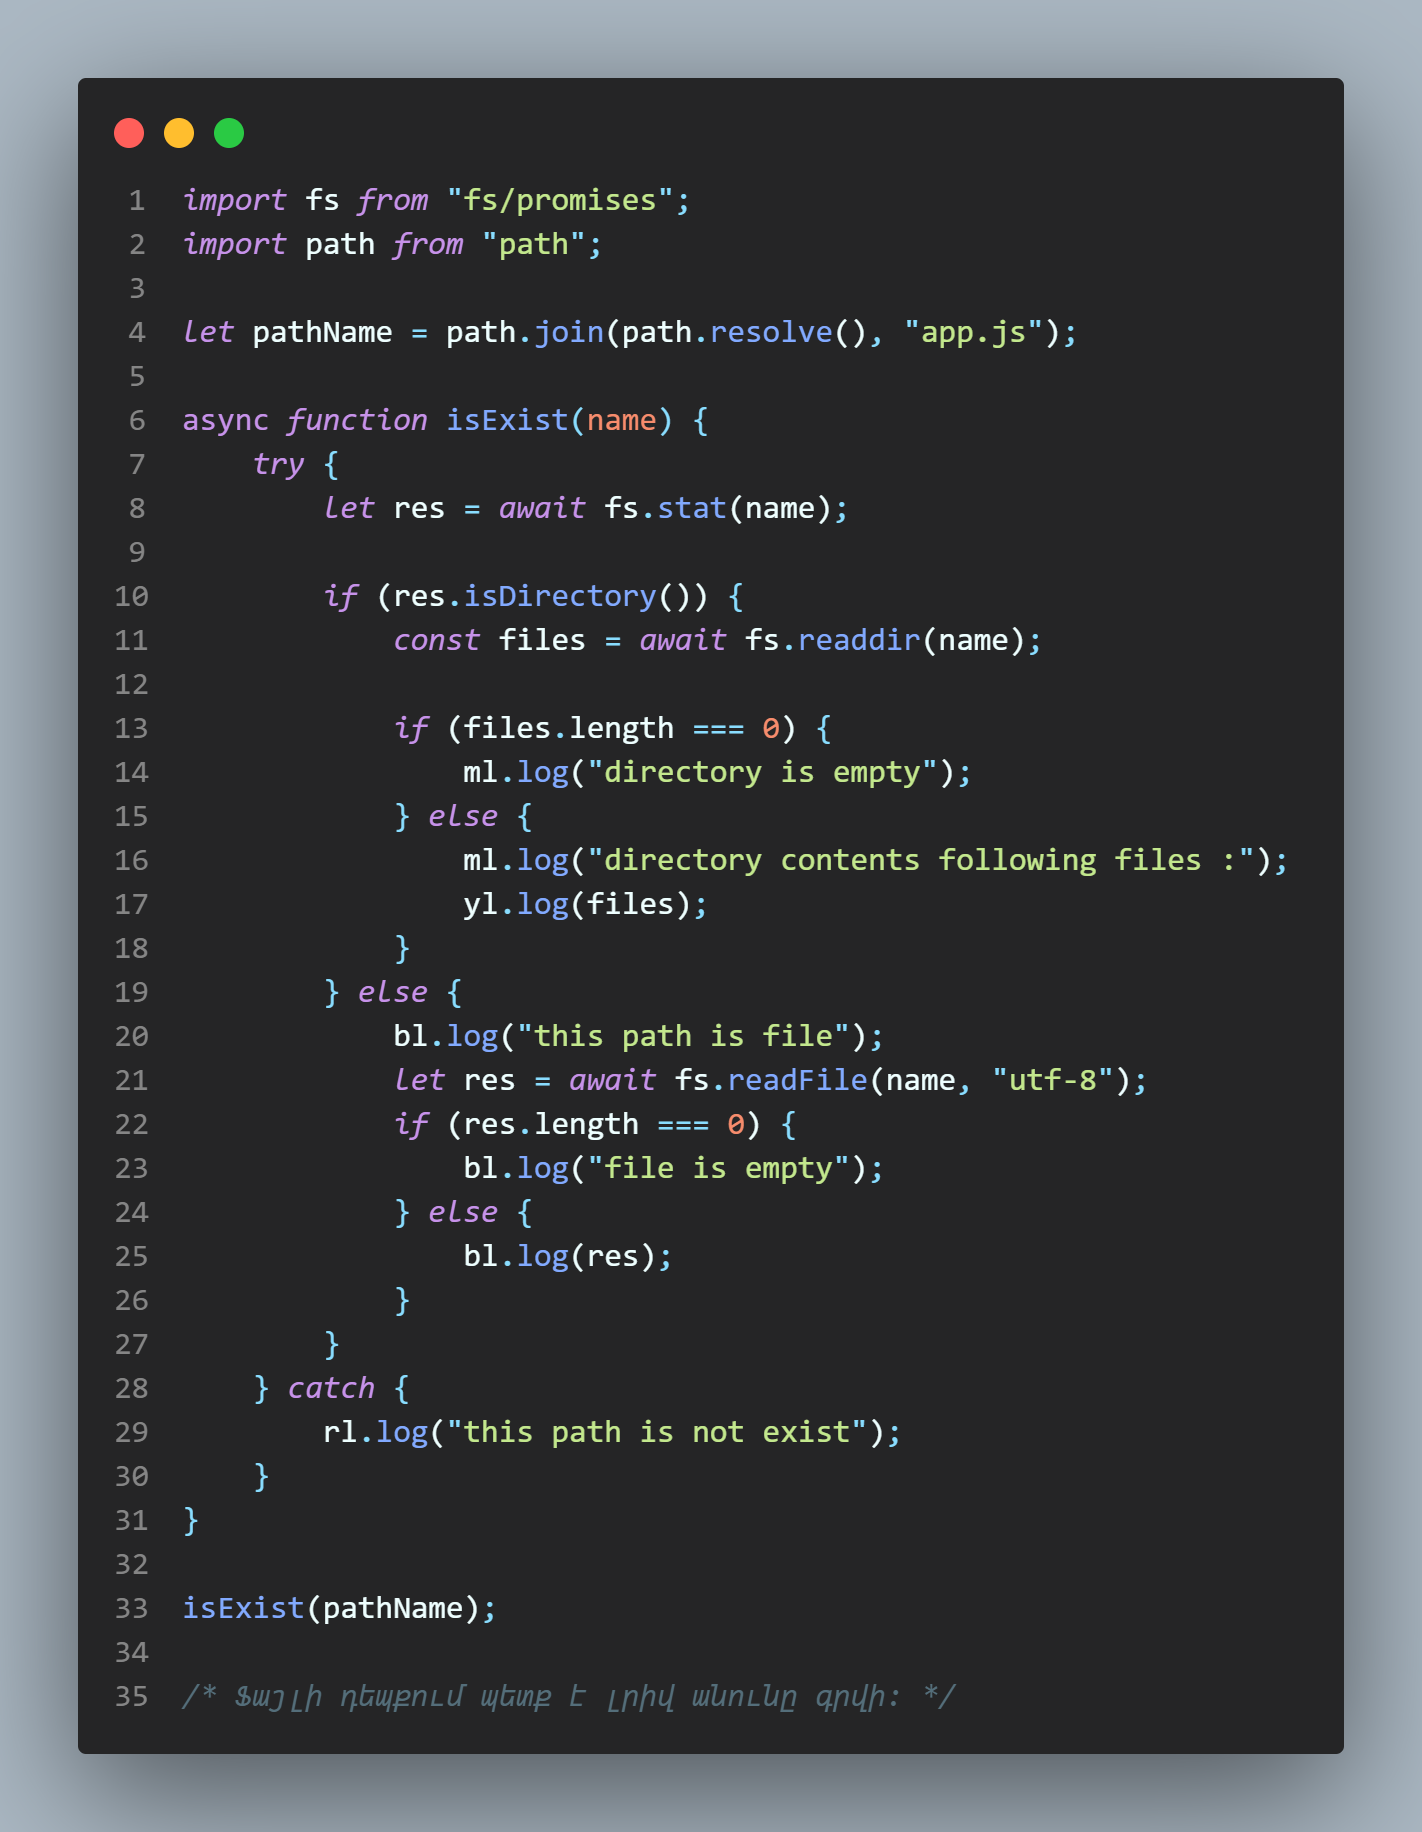 1 import fs from "fs/promises";
2 import path from "path";
3
4 let pathName = path.join(path.resolve(), "app.js");
5
6 async function isExist(name) {
7     try {
8         let res = await fs.stat(name);
9
10         if (res.isDirectory()) {
11             const files = await fs.readdir(name);
12
13             if (files.length === 0) {
14                 ml.log("directory is empty");
15             } else {
16                 ml.log("directory contents following files :");
17                 yl.log(files);
18             }
19         } else {
20             bl.log("this path is file");
21             let res = await fs.readFile(name, "utf-8");
22             if (res.length === 0) {
23                 bl.log("file is empty");
24             } else {
25                 bl.log(res);
26             }
27         }
28     } catch {
29         rl.log("this path is not exist");
30     }
31 }
32
33 isExist(pathName);
34
35 /* Ֆայլի դեպքում պետք է լրիվ անունը գրվի: */